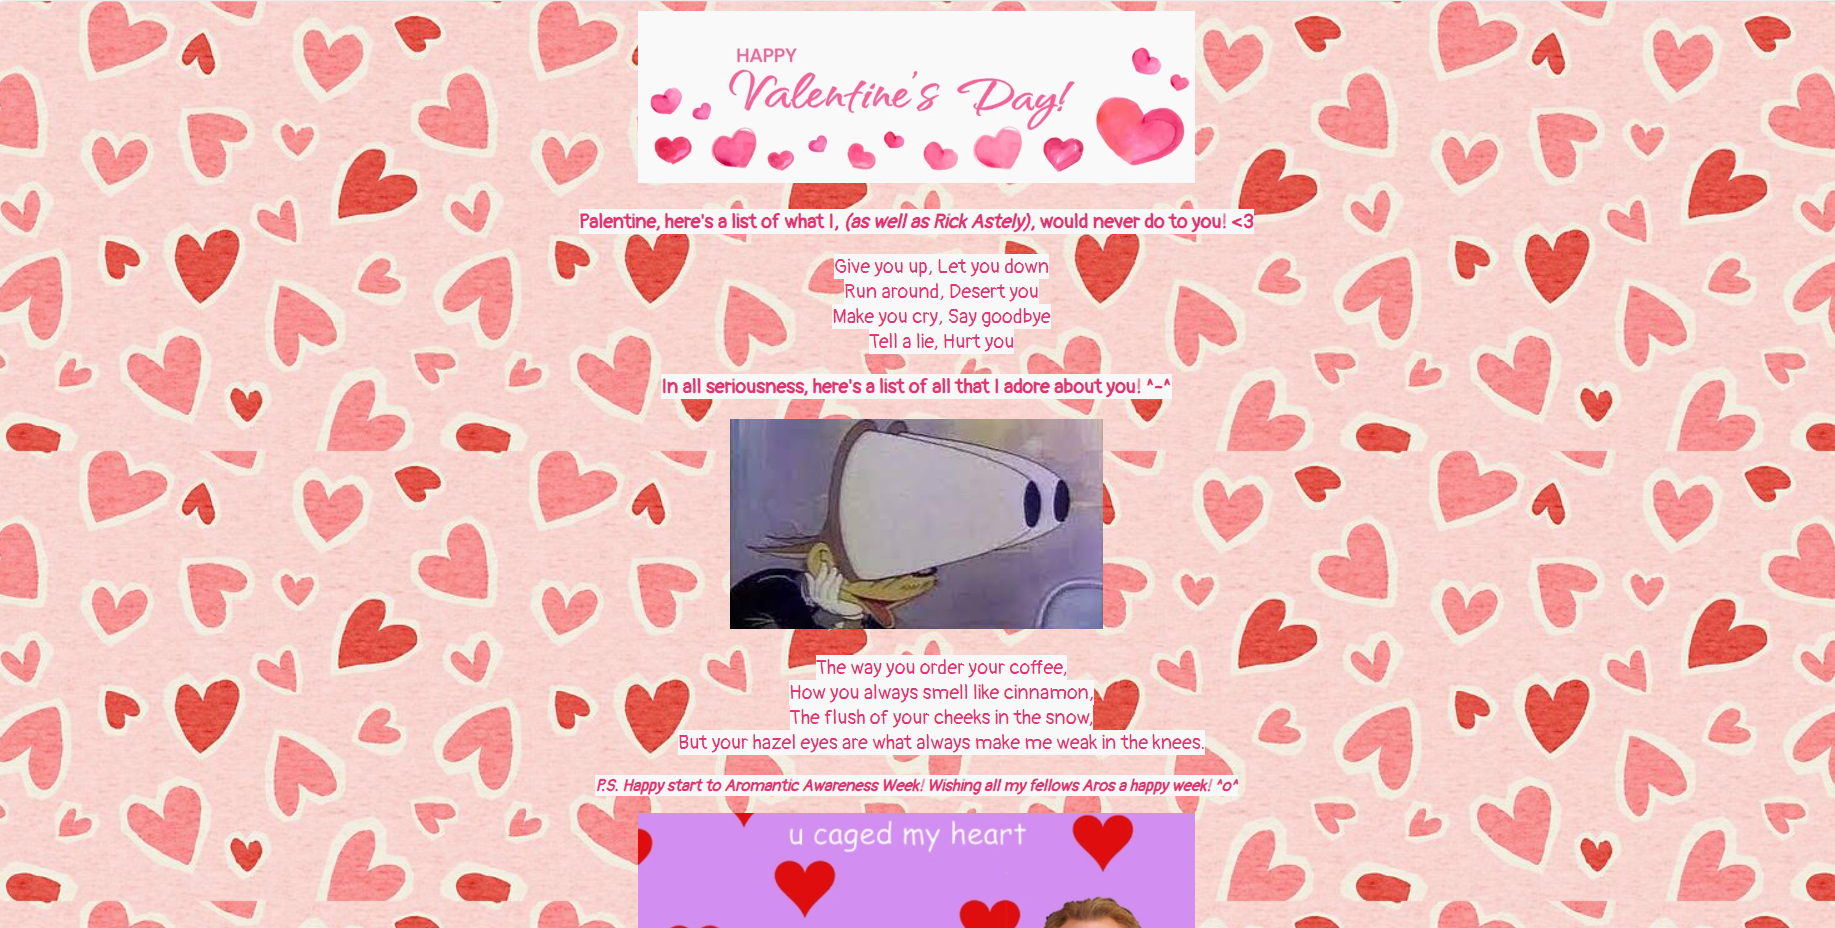 HAPPY
Valentine's Day!
Palentine, here's a list of what I, (as well as Rick Astely), would never do to you! <3
Give you up, Let you down
Run around, Desert you
Make you cry, Say goodbye
Tell a lie, Hurt you
In all seriousness, here's a list of all that I adore about you! ^-^
The way you order your coffee,
How you always smell like cinnamon,
The flush of your cheeks in the snow,
But your hazel eyes are what always make me weak in the knees.
P.S. Happy start to Aromantic Awareness Week! Wishing all my fellows Aros a happy week! ^o^
u caged my heart